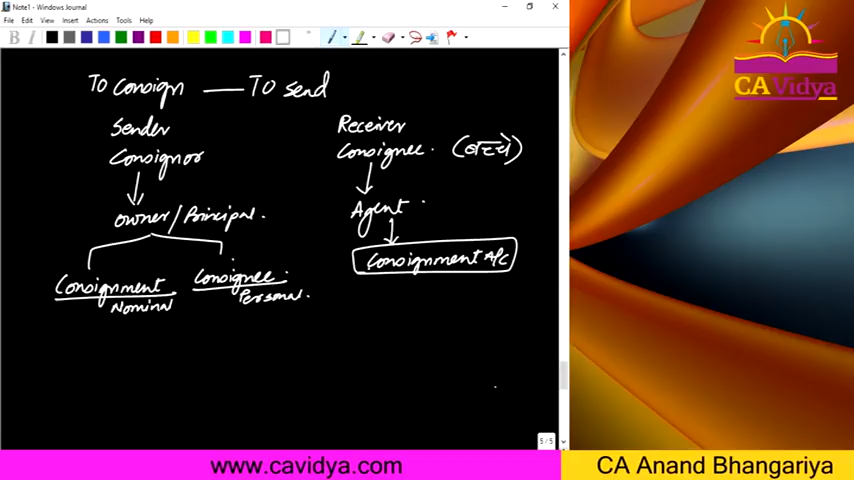 Note1 - Windows Journal
File Edit View Insert Actions Tools Help
To Consign — To send
Sender Receiver
Consignor Consignee.
Owner/Principal. Agent.
Consignment A/c
Consignment Consignee.
Nominal Personal.
5 / 5
CA Vidya
www.cavidya.com CA Anand Bhangariya